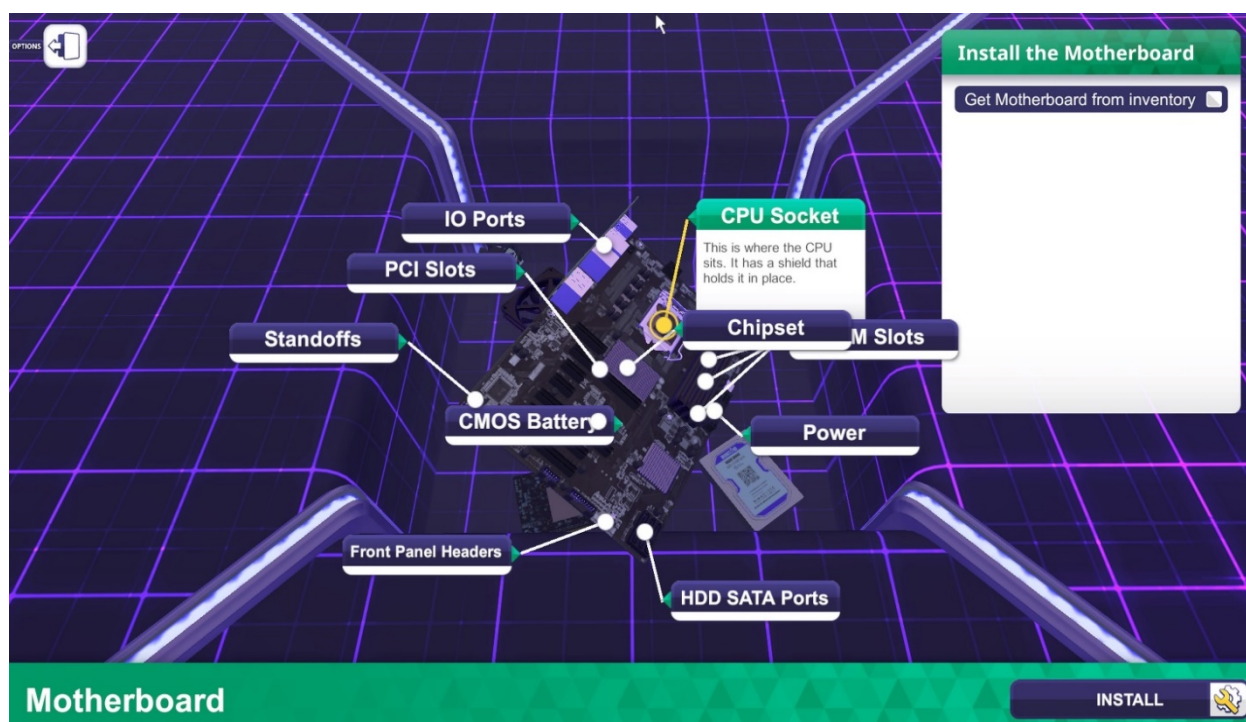 OPTIONS
Install the Motherboard
Get Motherboard from inventory
IO Ports
CPU Socket
This is where the CPU
sits. It has a shield that
holds it in place.
PCI Slots
Chipset
M Slots
Standoffs
CMOS Battery
Power
Front Panel Headers
HDD SATA Ports
Motherboard
INSTALL